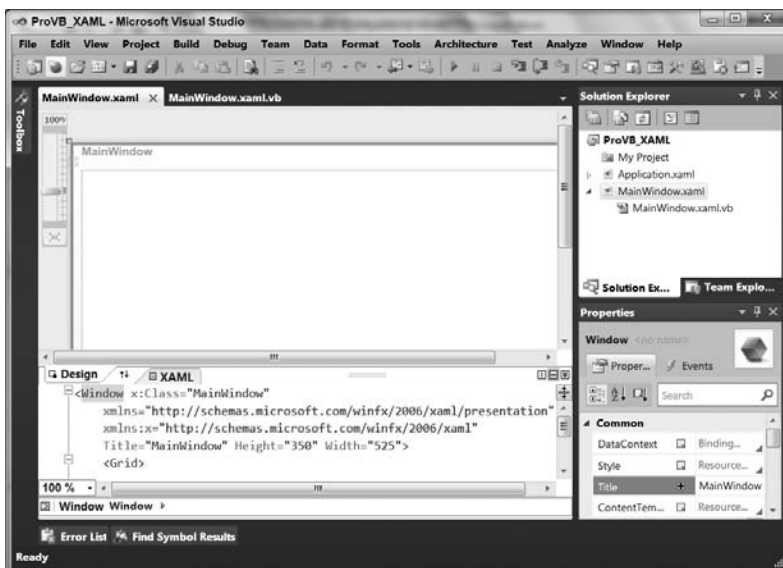 ProVB_XAML - Microsoft Visual Studio
File Edit View Project Build Debug Team Data Format Tools Architecture Test Analyze Window Help
Toolbox
MainWindow.xaml × MainWindow.xaml.vb
100%
MainWindow
Design XAML
<Window x:Class="MainWindow"
xmlns="http://schemas.microsoft.com/winfx/2006/xaml/presentation"
xmlns:x="http://schemas.microsoft.com/winfx/2006/xaml"
Title="MainWindow" Height="350" Width="525">
<Grid>
100 %
Window Window
Error List Find Symbol Results
Ready
Solution Explorer
ProVB_XAML
My Project
Application.xaml
MainWindow.xaml
MainWindow.xaml.vb
Solution Ex... Team Explo...
Properties
Window <no name>
Proper... Events
Search
Common
DataContext Binding...
Style Resource...
Title MainWindow
ContentTem... Resource...